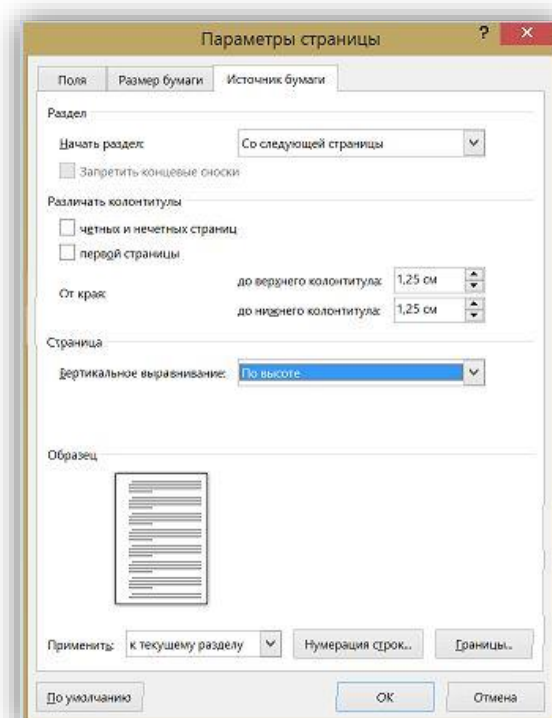 Параметры страницы
?
Поля Размер бумаги Источник бумаги
Раздел
Начать раздел: Со следующей страницы
Запретить концевые сноски
Различать колонтитулы
четных и нечетных страниц
первой страницы
до верхнего колонтитула: 1,25 см
От края:
до нижнего колонтитула: 1,25 см
Страница
Вертикальное выравнивание: По высоте
Образец
Применить: к текущему разделу Нумерация строк... Границы...
По умолчанию ОК Отмена